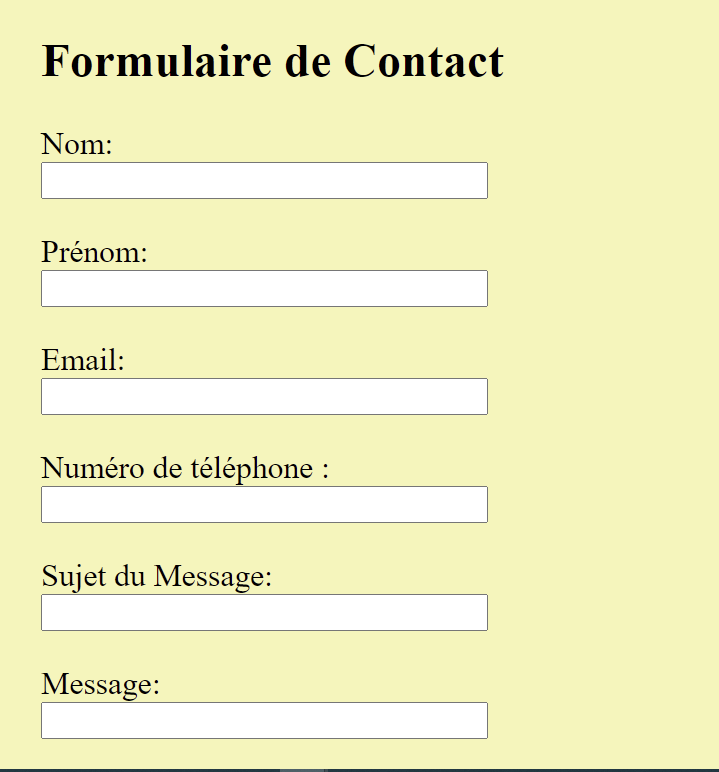 Formulaire de Contact
Nom:
Prénom:
Email:
Numéro de téléphone :
Sujet du Message:
Message: